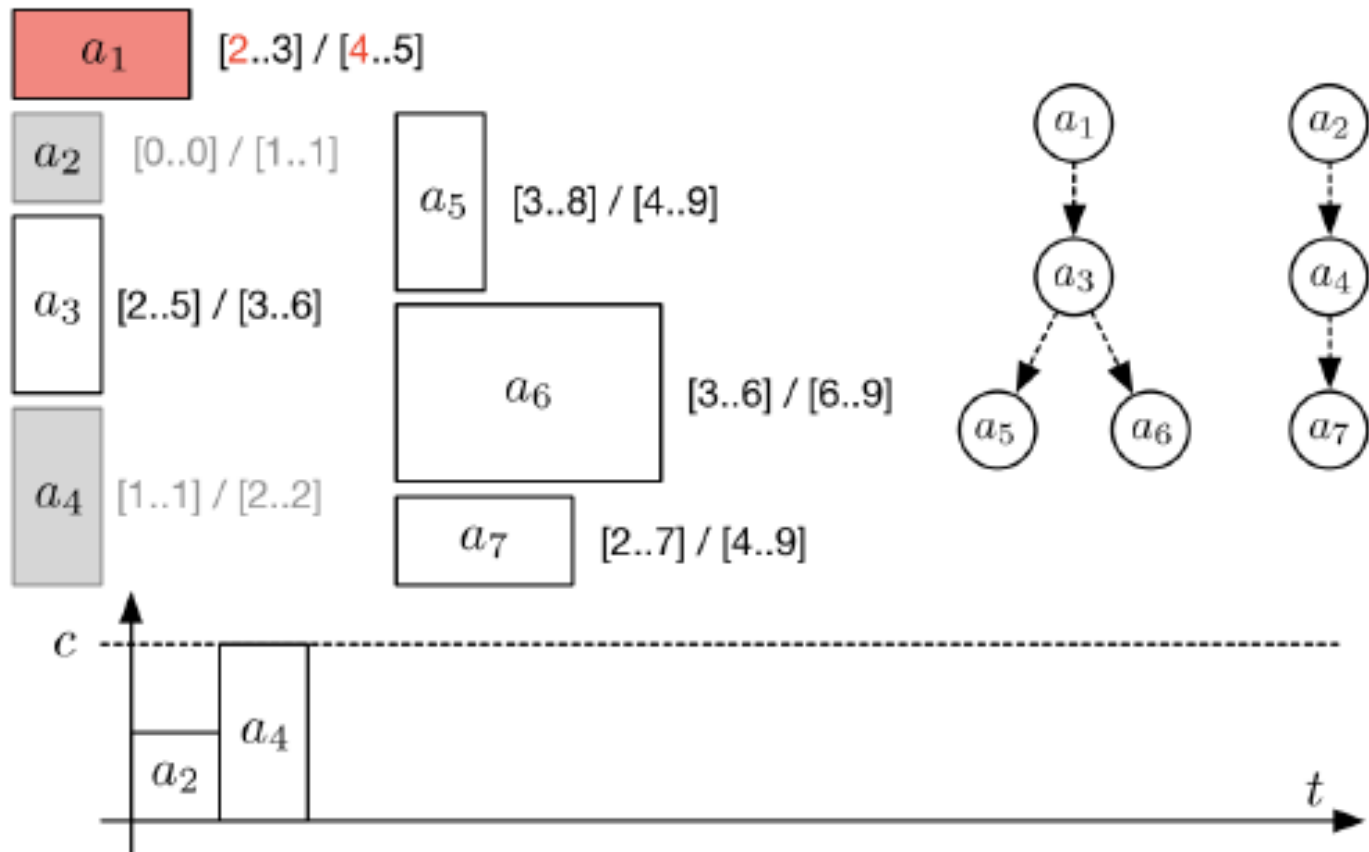 a₁ [2..3] / [4..5]
a₂ [0..0] / [1..1]
a₃ [2..5] / [3..6]
a₄ [1..1] / [2..2]
a₅ [3..8] / [4..9]
a₆ [3..6] / [6..9]
a₇ [2..7] / [4..9]
a₁
a₃
a₅ a₆
a₂
a₄
a₇
c
a₂
a₄
t